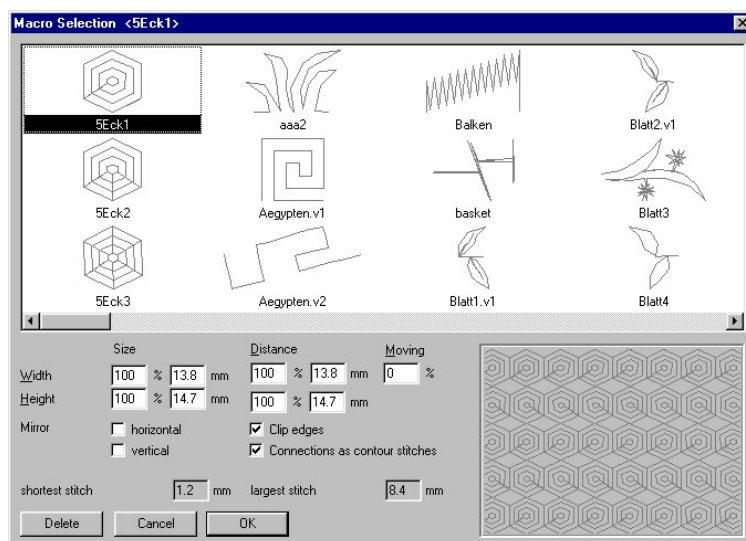 Macro Selection <5Eck1>
5Eck1 aaa2 Balken Blatt2.v1
5Eck2 Aegypten.v1 basket Blatt3
5Eck3 Aegypten.v2 Blatt1.v1 Blatt4
Size Distance Moving
Width 100 % 13.8 mm 100 % 13.8 mm 0 %
Height 100 % 14.7 mm 100 % 14.7 mm
Mirror horizontal Clip edges
vertical Connections as contour stitches
shortest stitch 1.2 mm largest stitch 8.4 mm
Delete Cancel OK